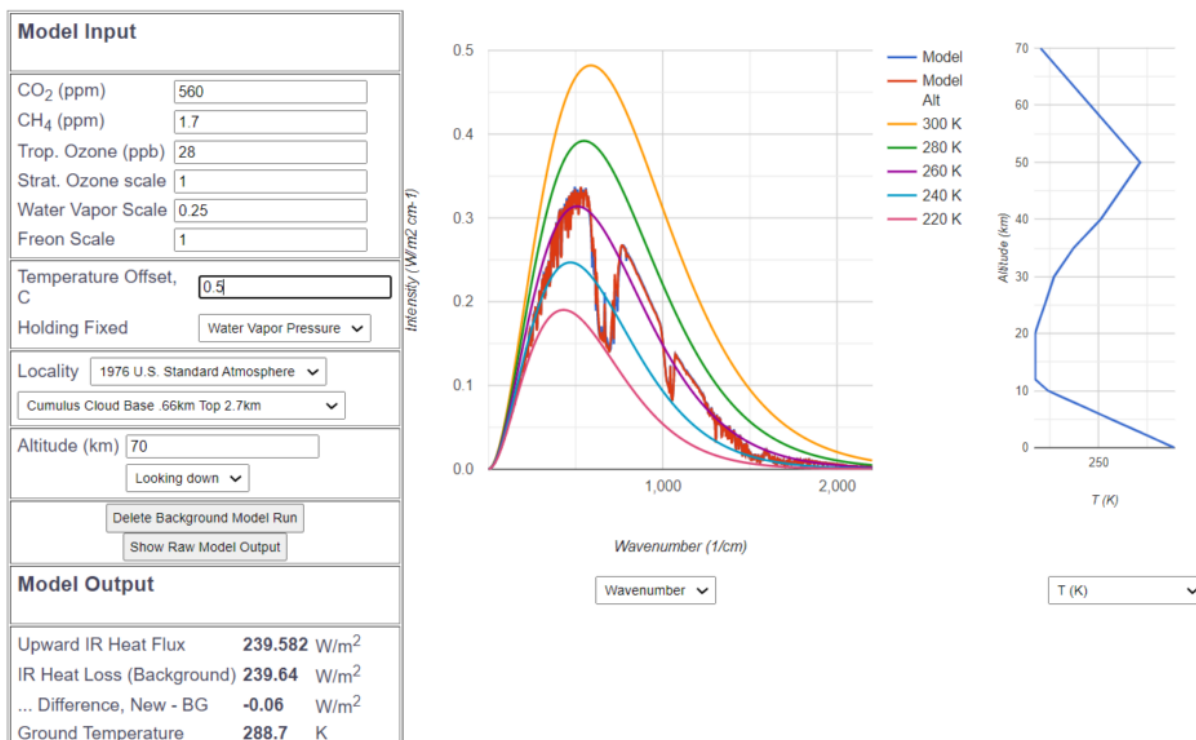 Model Input
CO2 (ppm) 560
CH4 (ppm) 1.7
Trop. Ozone (ppb) 28
Strat. Ozone scale 1
Water Vapor Scale 0.25
Freon Scale 1
Temperature Offset, C 0.5
Holding Fixed Water Vapor Pressure
Locality 1976 U.S. Standard Atmosphere
Cumulus Cloud Base .66km Top 2.7km
Altitude (km) 70
Looking down
Delete Background Model Run
Show Raw Model Output
Model Output
Upward IR Heat Flux 239.582 W/m2
IR Heat Loss (Background) 239.64 W/m2
... Difference, New - BG -0.06 W/m2
Ground Temperature 288.7 K
Intensity (W/m2 cm-1)
0.5
0.4
0.3
0.2
0.1
0.0
1,000 2,000
Wavenumber (1/cm)
Wavenumber
Model
Model Alt
300 K
280 K
260 K
240 K
220 K
Altitude (km)
70
60
50
40
30
20
10
0
250
T (K)
T (K)